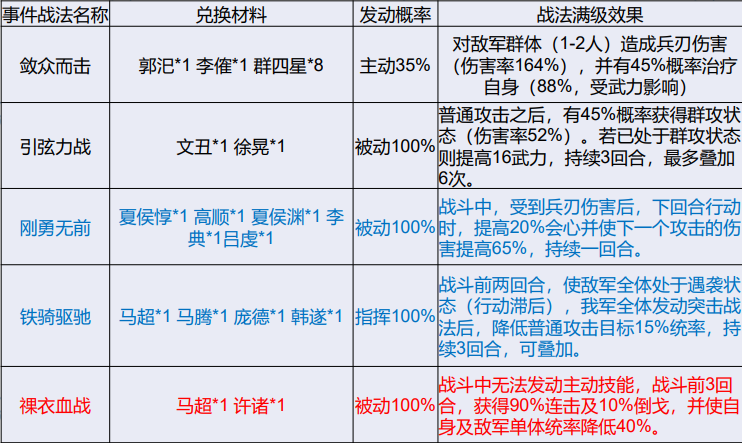 事件战法名称 兑换材料 发动概率 战法满级效果
敛众而击 郭汜*1 李傕*1 群四星*8 主动35%
对敌军群体（1-2人）造成兵刃伤害
（伤害率164%），并有45%概率治疗
自身（88%，受武力影响）
引弦力战 文丑*1 徐晃*1 被动100%
普通攻击之后，有45%概率获得群攻状
态（伤害率52%）。若已处于群攻状态
则提高16武力，持续3回合，最多叠加
6次。
刚勇无前 夏侯惇*1 高顺*1 夏侯渊*1 李
典*1吕虔*1 被动100%
战斗中，受到兵刃伤害后，下回合行动
时，提高20%会心并使下一个攻击的伤
害提高65%，持续一回合。
铁骑驱驰 马超*1 马腾*1 庞德*1 韩遂*1 指挥100%
战斗前两回合，使敌军全体处于遇袭
状态（行动滞后），我军全体发动突击战
法后，降低普通攻击目标15%统率，持
续3回合，可叠加。
裸衣血战 马超*1 许诸*1 被动100%
战斗中无法发动主动技能，战斗前3回
合，获得90%连击及10%倒戈，并使自
身及敌军单体统率降低40%。